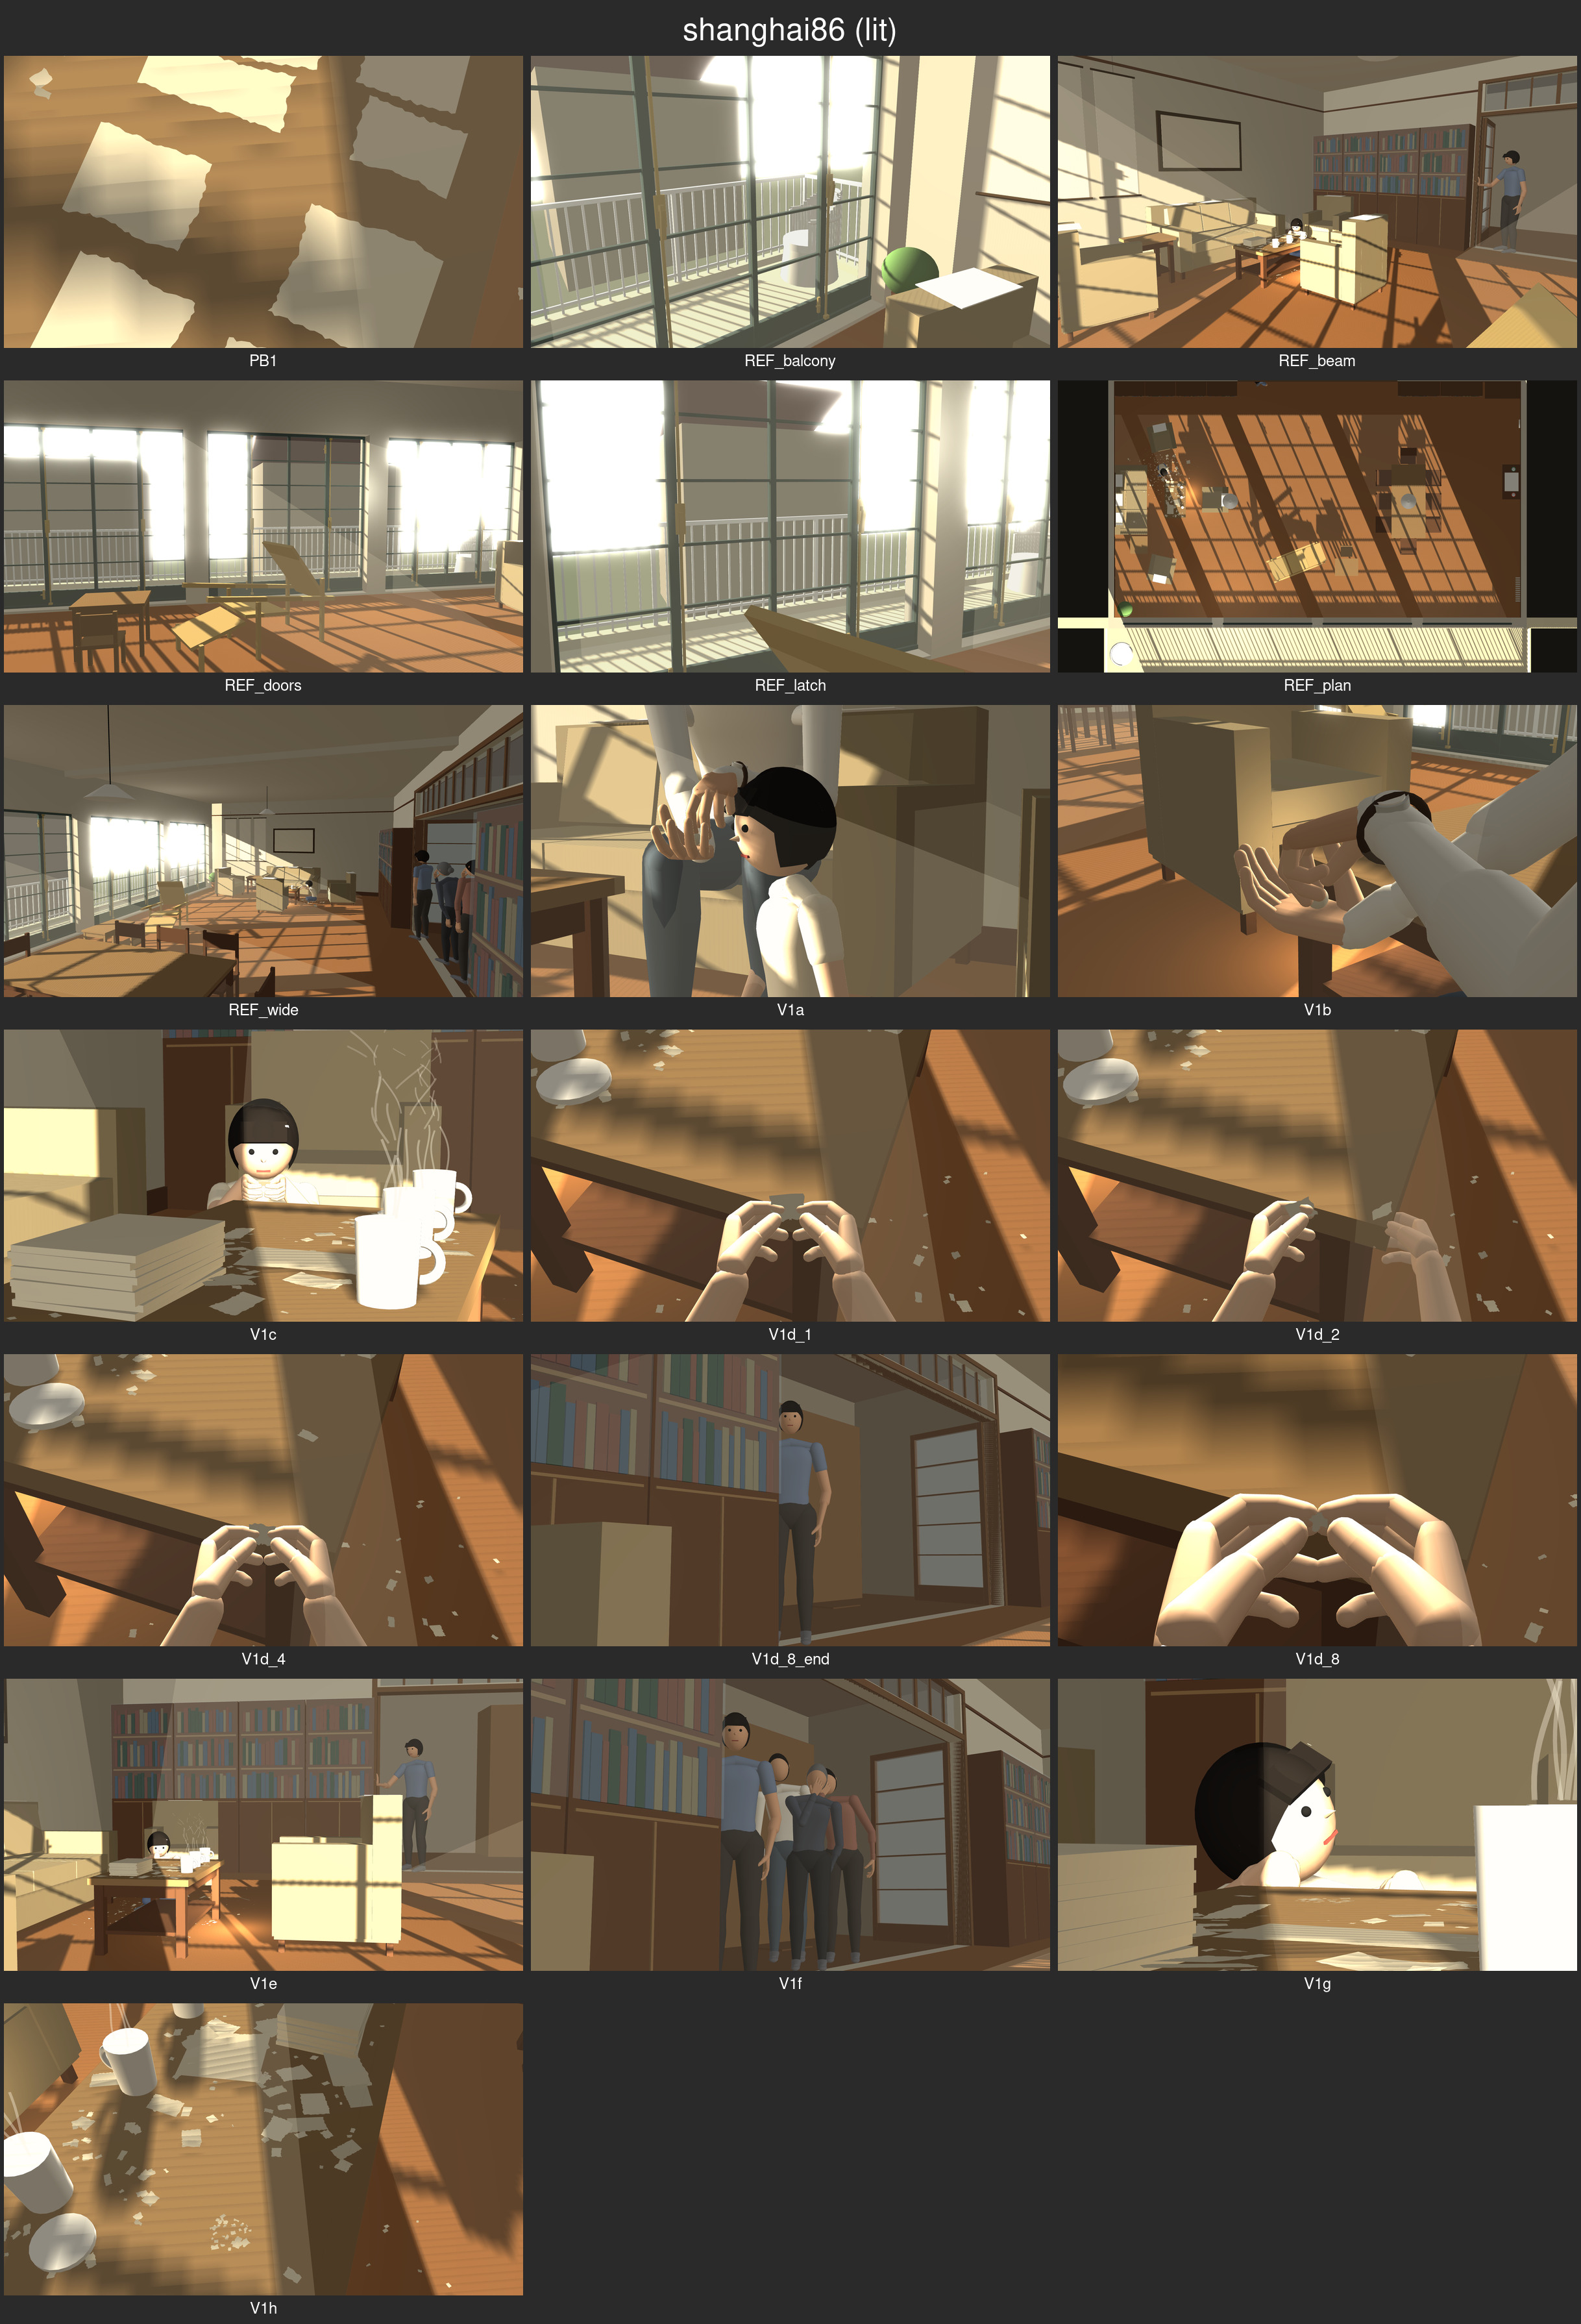 shanghai86 (lit)
PB1
REF_balcony
REF_beam
REF_doors
REF_latch
REF_plan
REF_wide
V1a
V1b
V1c
V1d_1
V1d_2
V1d_4
V1d_8_end
V1d_8
V1e
V1f
V1g
V1h